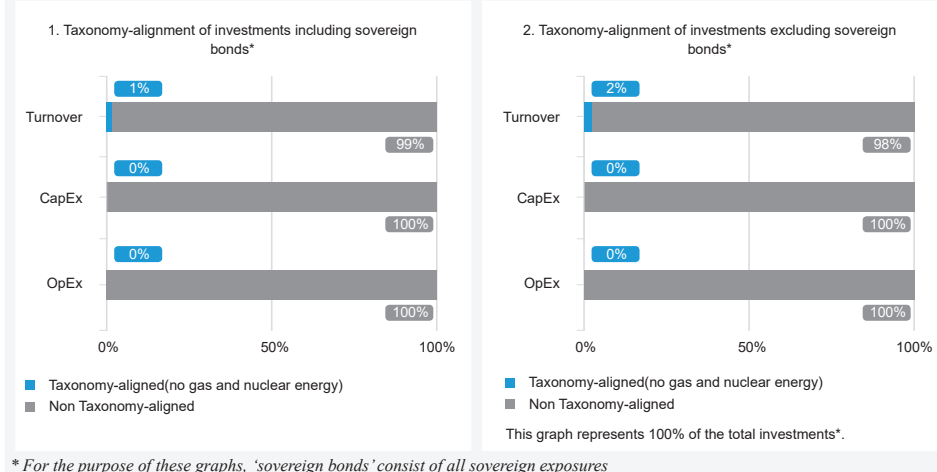 1. Taxonomy-alignment of investments including sovereign
bonds*
1%
Turnover
99%
0%
CapEx
100%
0%
OpEx
100%
0%
50%
100%
Taxonomy-aligned(no gas and nuclear energy)
Non Taxonomy-aligned
2. Taxonomy-alignment of investments excluding sovereign
bonds*
2%
Turnover
98%
0%
CapEx
100%
0%
OpEx
100%
0%
50%
100%
Taxonomy-aligned(no gas and nuclear energy)
Non Taxonomy-aligned
This graph represents 100% of the total investments*.
* For the purpose of these graphs, ‘sovereign bonds’ consist of all sovereign exposures